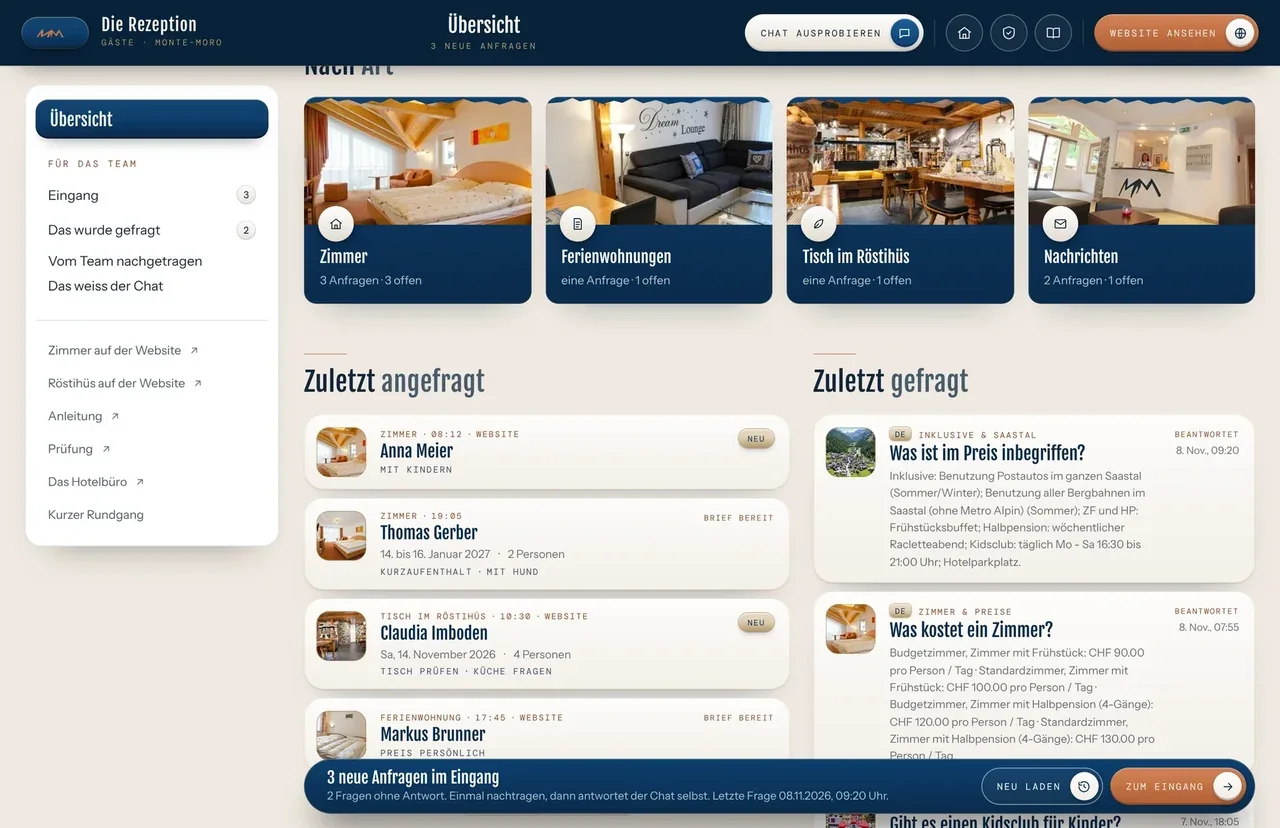 Die Rezeption
GÄSTE · MONTE-MORO
Übersicht
3 NEUE ANFRAGEN
CHAT AUSPROBIEREN
WEBSITE ANSEHEN
Übersicht
FÜR DAS TEAM
Eingang 3
Das wurde gefragt 2
Vom Team nachgetragen
Das weiss der Chat
Zimmer auf der Website ↗
Röstihüs auf der Website ↗
Anleitung ↗
Prüfung ↗
Das Hotelbüro ↗
Kurzer Rundgang
Nach Art
Dream
Lounge
Zimmer
3 Anfragen · 3 offen
Ferienwohnungen
eine Anfrage · 1 offen
Tisch im Röstihüs
eine Anfrage · 1 offen
Nachrichten
2 Anfragen · 1 offen
Zuletzt angefragt
ZIMMER · 08:12 · WEBSITE
Anna Meier
MIT KINDERN
NEU
ZIMMER · 19:05
Thomas Gerber
14. bis 16. Januar 2027 · 2 Personen
KURZAUFENTHALT · MIT HUND
BRIEF BEREIT
TISCH IM RÖSTIHÜS · 10:30 · WEBSITE
Claudia Imboden
Sa, 14. November 2026 · 4 Personen
TISCH PRÜFEN · KÜCHE FRAGEN
NEU
FERIENWOHNUNG · 17:45 · WEBSITE
Markus Brunner
PREIS PERSÖNLICH
BRIEF BEREIT
Zuletzt gefragt
DE INKLUSIVE & SAASTAL
Was ist im Preis inbegriffen?
Inklusive: Benutzung Postautos im ganzen Saastal
(Sommer/Winter); Benutzung aller Bergbahnen im
Saastal (ohne Metro Alpin) (Sommer); ZF und HP:
Frühstücksbuffet; Halbpension: wöchentlicher
Racletteabend; Kidsclub: täglich Mo - Sa 16:30 bis
21:00 Uhr; Hotelparkplatz.
BEANTWORTET
8. Nov., 09:20
DE ZIMMER & PREISE
Was kostet ein Zimmer?
Budgetzimmer, Zimmer mit Frühstück: CHF 90.00
pro Person / Tag · Standardzimmer, Zimmer mit
Frühstück: CHF 100.00 pro Person / Tag ·
Budgetzimmer, Zimmer mit Halbpension (4-Gänge):
CHF 120.00 pro Person / Tag · Standardzimmer,
Zimmer mit Halbpension (4-Gänge): CHF 130.00 pro
Person / Tag
BEANTWORTET
8. Nov., 07:55
3 neue Anfragen im Eingang
2 Fragen ohne Antwort. Einmal nachtragen, dann antwortet der Chat selbst. Letzte Frage 08.11.2026, 09:20 Uhr.
NEU LADEN
ZUM EINGANG
Gibt es einen Kidsclub für Kinder?
7. Nov., 18:05